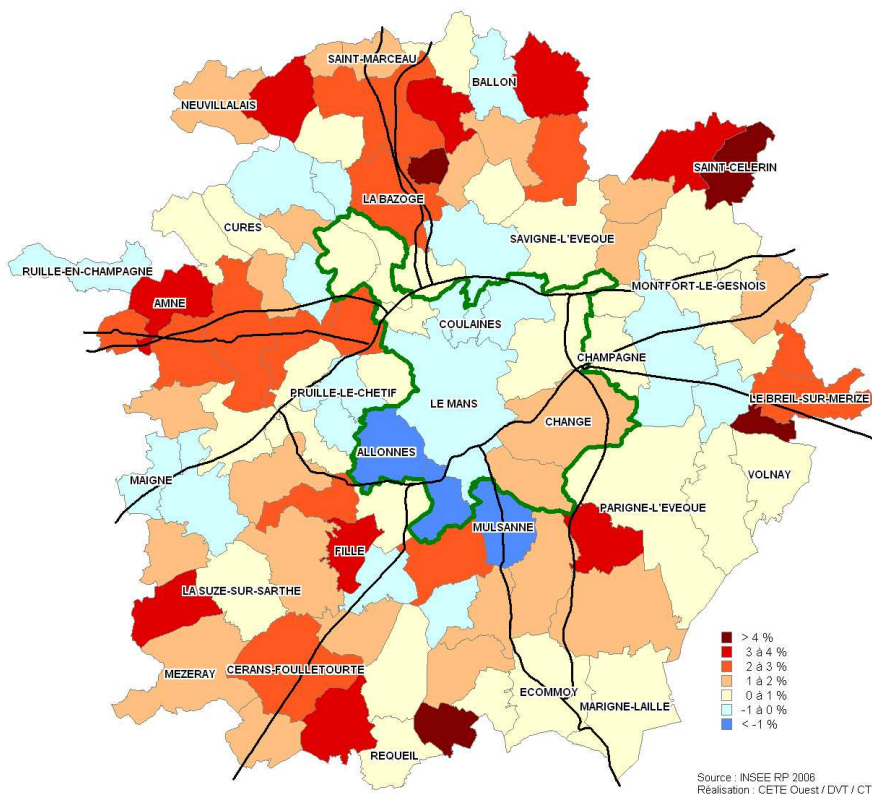 SAINT-MARCEAU
BALLON
NEUVILLALAIS
SAINT-CELERIN
LA BAZOGE
CURES
SAVIGNE-L'EVEQUE
RUILLE-EN-CHAMPAGNE
MONTFORT-LE-GESNOIS
AMNE
COULAINES
CHAMPAGNE
PRUILLE-LE-CHETIF
LE MANS
LE BREIL-SUR-MERIZE
CHANGE
ALLONNES
VOLNAY
MAIGNE
PARIGNE-L'EVEQUE
MULSANNE
FILLE
LA SUZE-SUR-SARTHE
MEZERAY
CERANS-FOULLETOURTE
ECOMMOY
MARIGNE-LAILLE
REQUEIL
> 4 %
3 à 4 %
2 à 3 %
1 à 2 %
0 à 1 %
-1 à 0 %
< -1 %
Source : INSEE RP 2006
Réalisation : CETE Ouest / DVT / CT